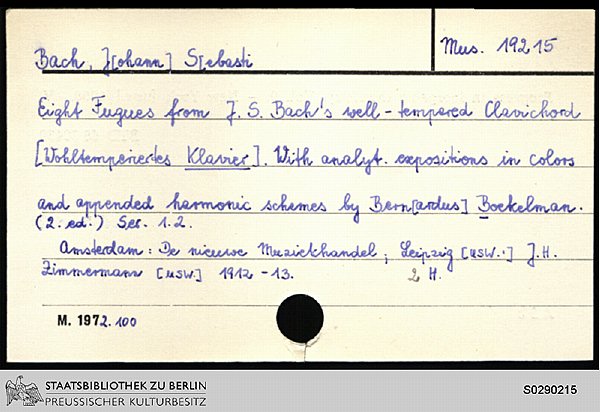 Mus. 19215
Bach, J[ohann] S[ebasti
Eight Fugues from J. S. Bach's well-tempered Clavichord
[Wohltemperiertes Klavier]. With analyt. expositions in colors
and appended harmonic schemes by Bern[ardus] Boekelman.
(2. ed.) Ser. 1.2.
Amsterdam: De nieuwe Muziekhandel; Leipzig [usw.:] J.H.
Zimmermann [usw.] 1912-13. 2 H.
M. 1972.100
STAATSBIBLIOTHEK ZU BERLIN
PREUSSISCHER KULTURBESITZ
S0290215